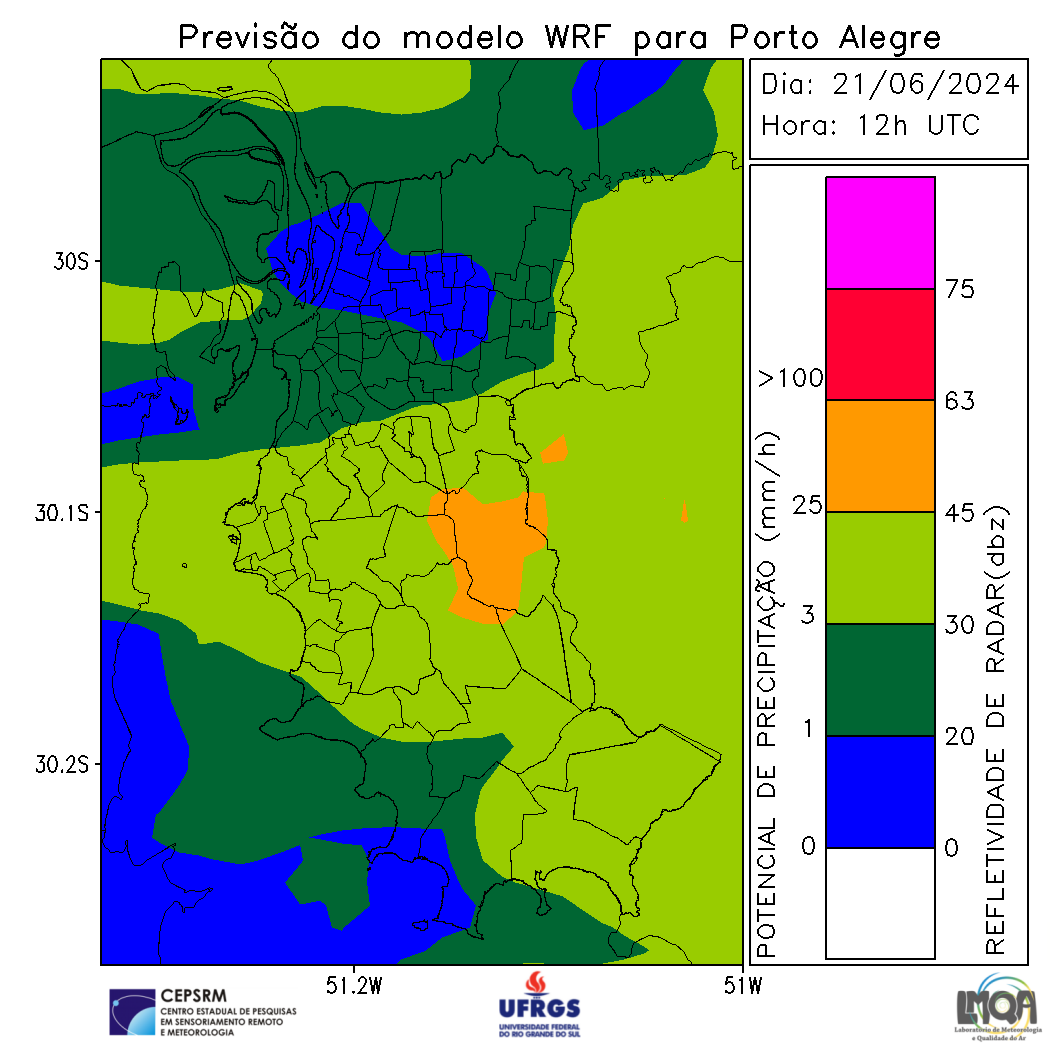 Previsão do modelo WRF para Porto Alegre
Dia: 21/06/2024
Hora: 12h UTC
30S
30.1S
30.2S
51.2W
51W
POTENCIAL DE PRECIPITAÇÃO (mm/h)
>100
25
3
1
0
75
63
45
30
20
0
REFLETIVIDADE DE RADAR(dbz)
CEPSRM
CENTRO ESTADUAL DE PESQUISAS
EM SENSORIAMENTO REMOTO
E METEOROLOGIA
UFRGS
UNIVERSIDADE FEDERAL
DO RIO GRANDE DO SUL
LMQA
Laboratório de Meteorologia
e Qualidade do Ar